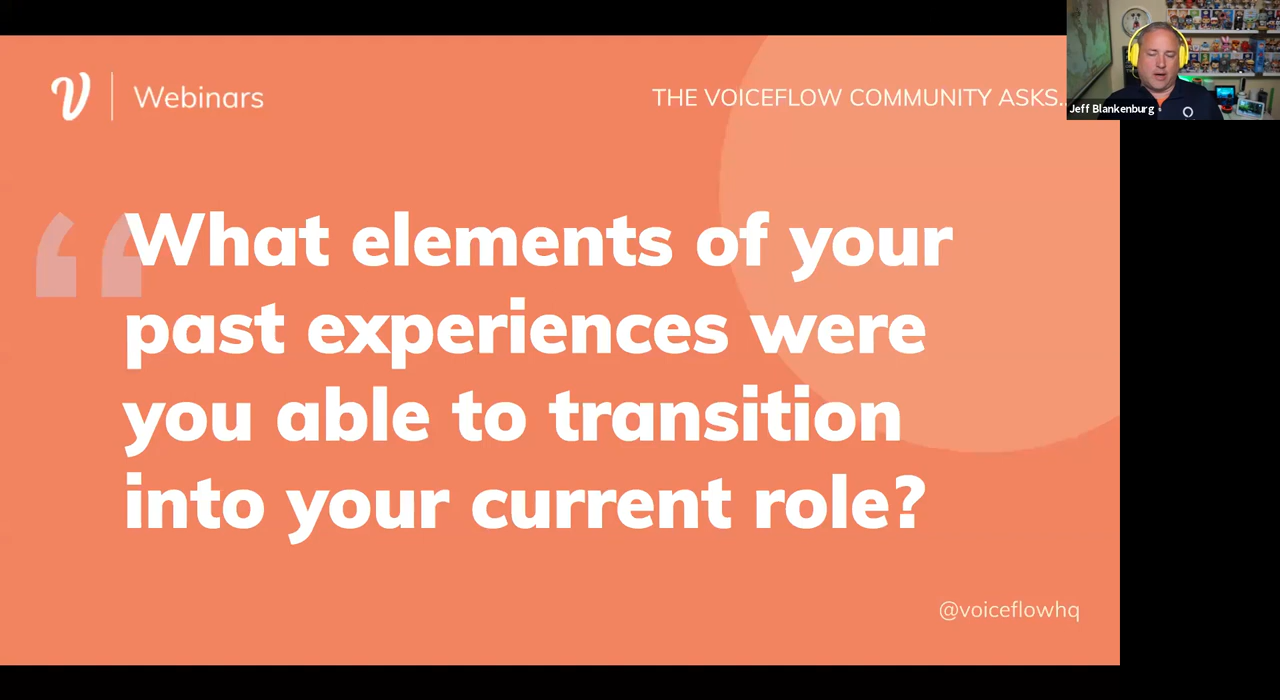 Webinars
THE VOICEFLOW COMMUNITY ASKS..
Jeff Blankenburg
“What elements of your
past experiences were
you able to transition
into your current role?
@voiceflowhq